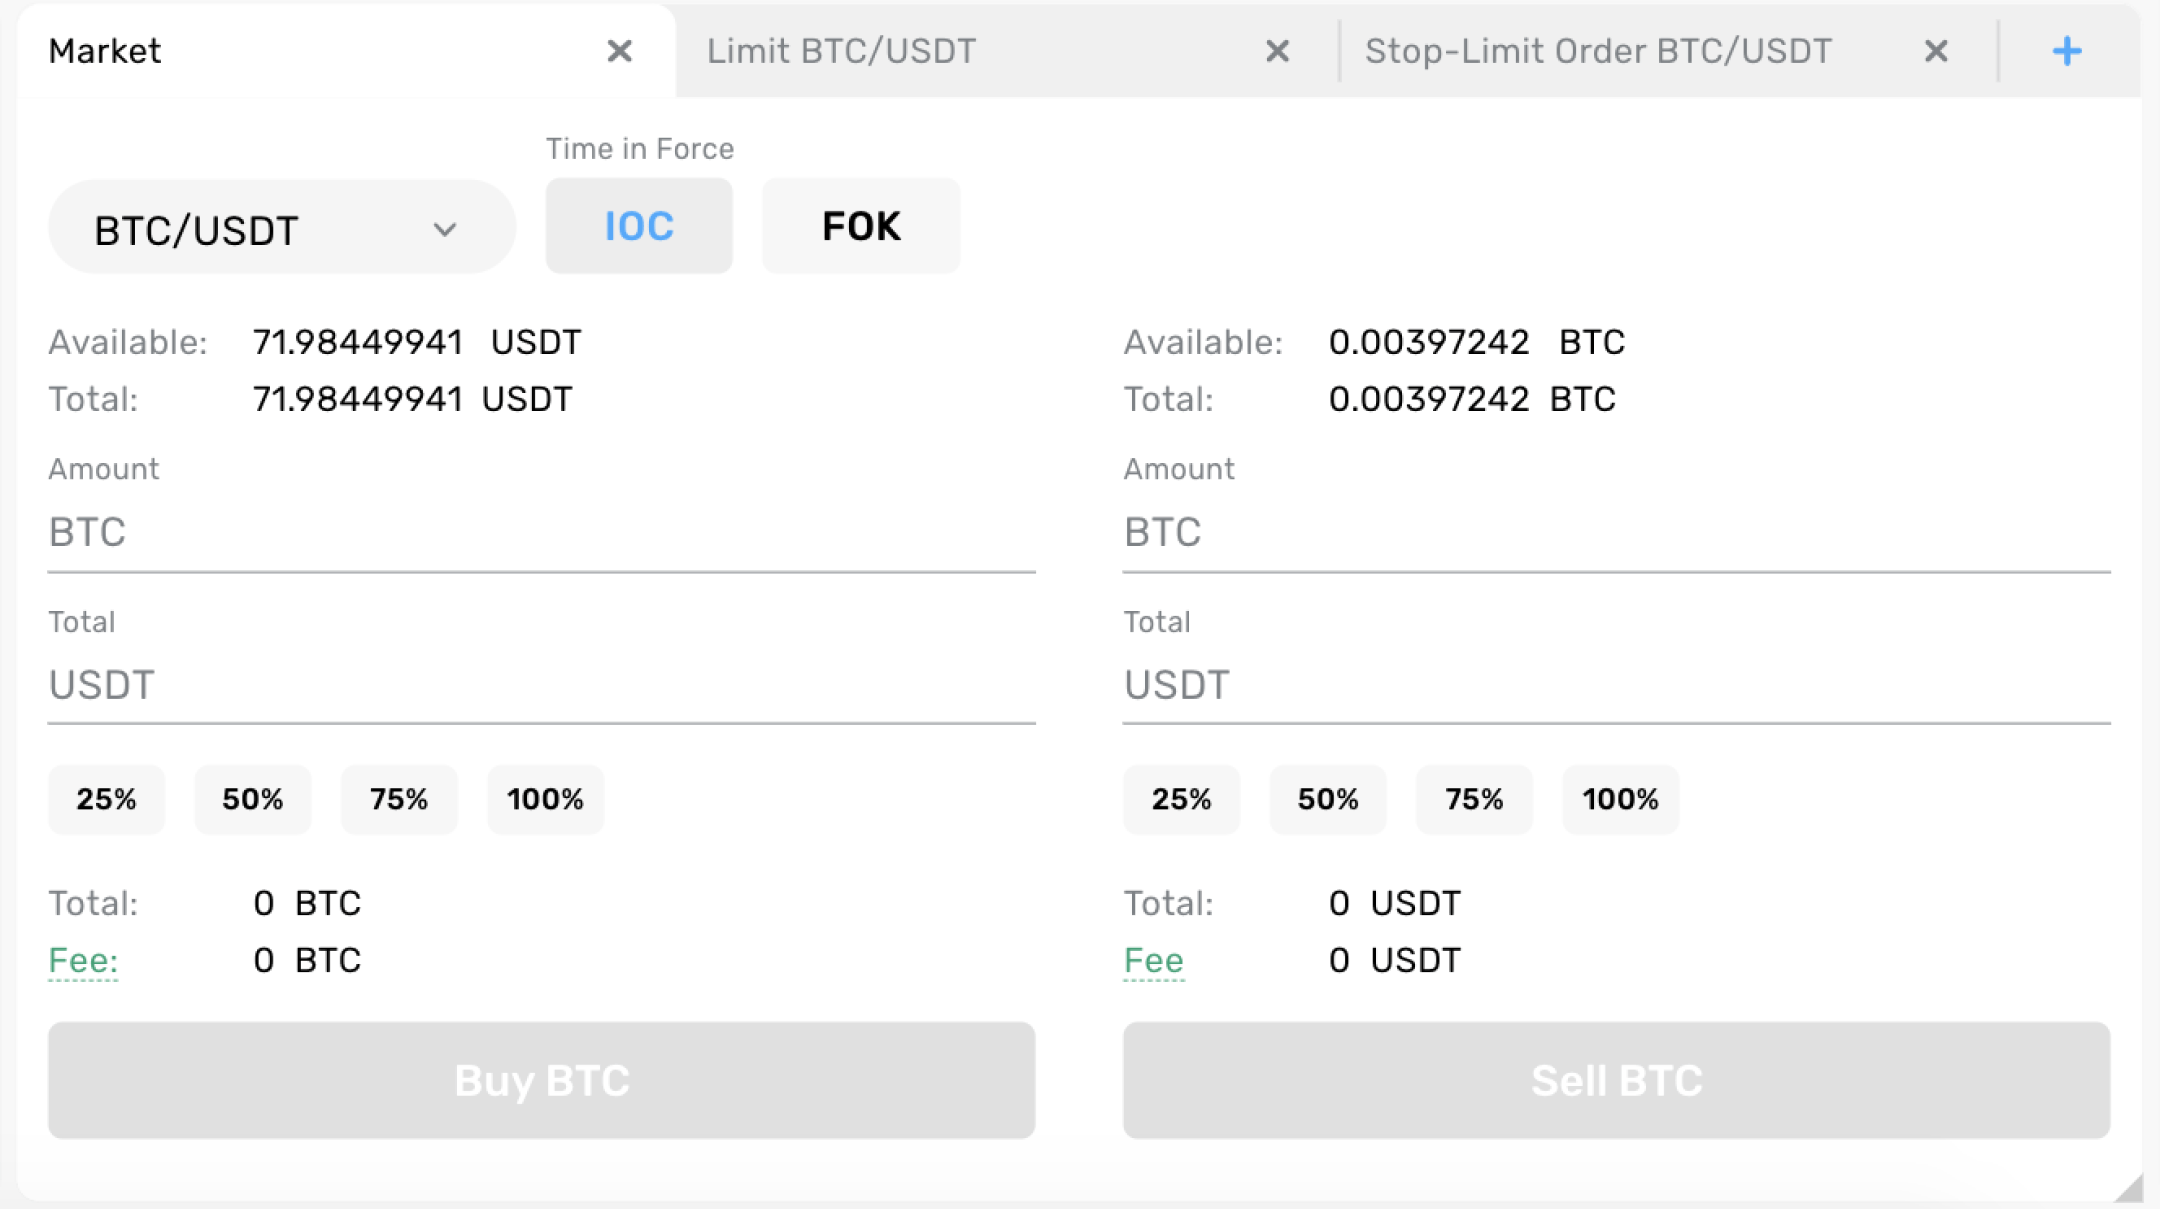 Market Limit BTC/USDT Stop-Limit Order BTC/USDT
Time in Force
BTC/USDT IOC FOK
Available: 71.98449941 USDT
Total: 71.98449941 USDT
Amount
BTC
Total
USDT
25% 50% 75% 100%
Total: 0 BTC
Fee: 0 BTC
Buy BTC
Available: 0.00397242 BTC
Total: 0.00397242 BTC
Amount
BTC
Total
USDT
25% 50% 75% 100%
Total: 0 USDT
Fee 0 USDT
Sell BTC